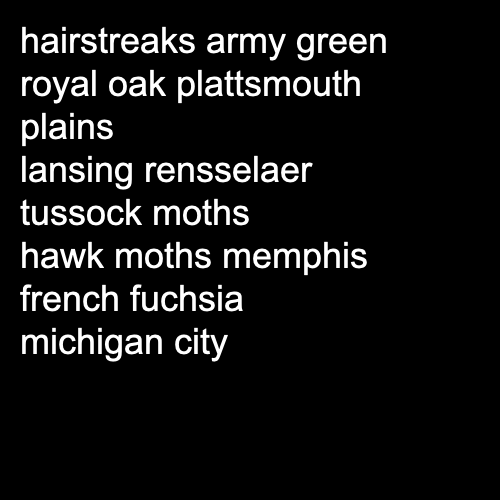 hairstreaks army green
royal oak plattsmouth
plains
lansing rensselaer
tussock moths
hawk moths memphis
french fuchsia
michigan city